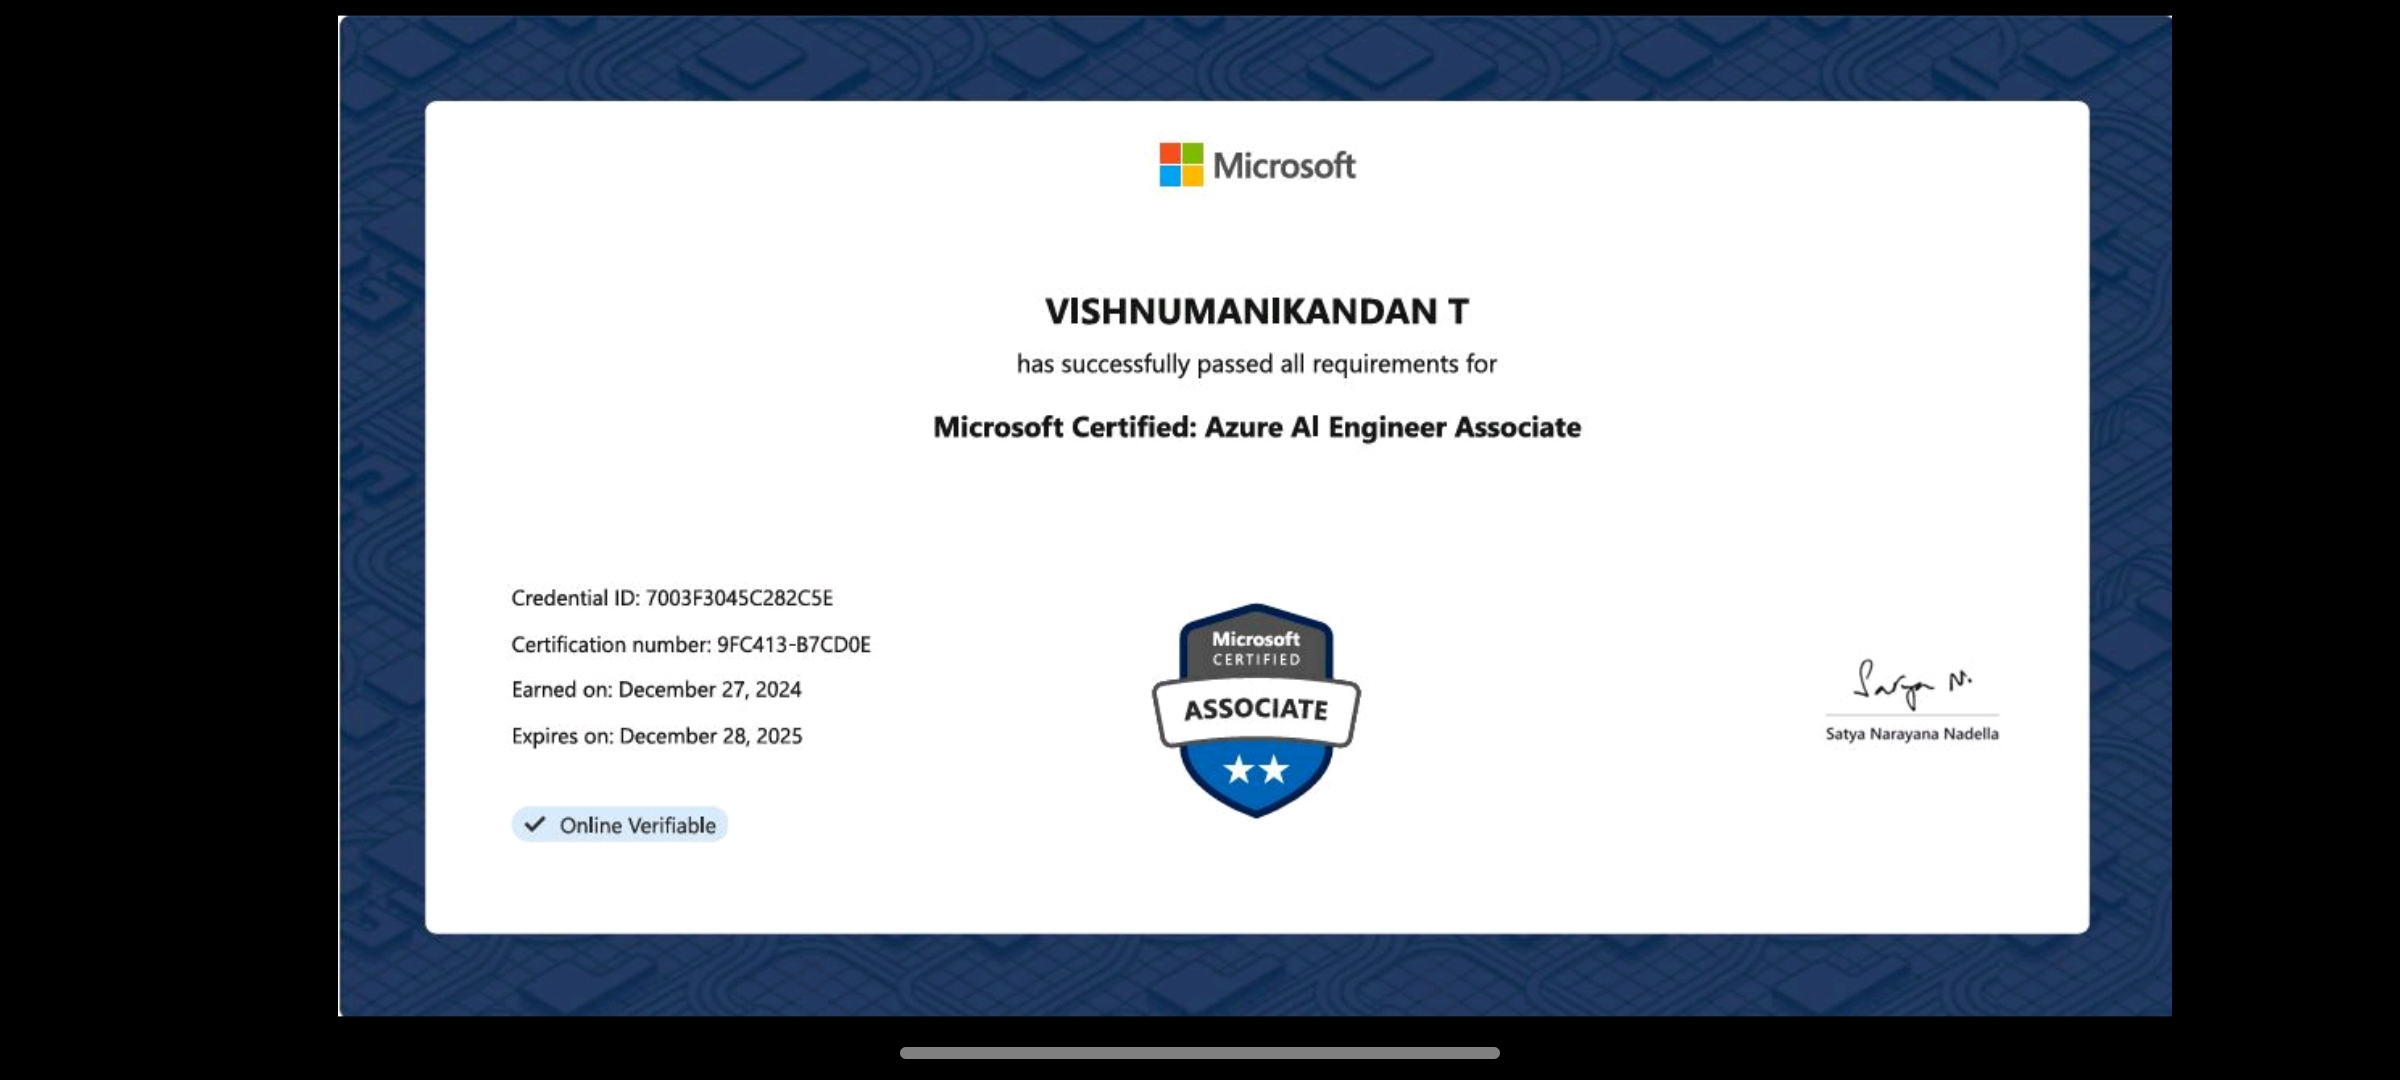 Microsoft
VISHNUMANIKANDAN T
has successfully passed all requirements for
Microsoft Certified: Azure AI Engineer Associate
Credential ID: 7003F3045C282C5E
Certification number: 9FC413-B7CD0E
Earned on: December 27, 2024
Expires on: December 28, 2025
Online Verifiable
Microsoft
CERTIFIED
ASSOCIATE
Satya N.
Satya Narayana Nadella